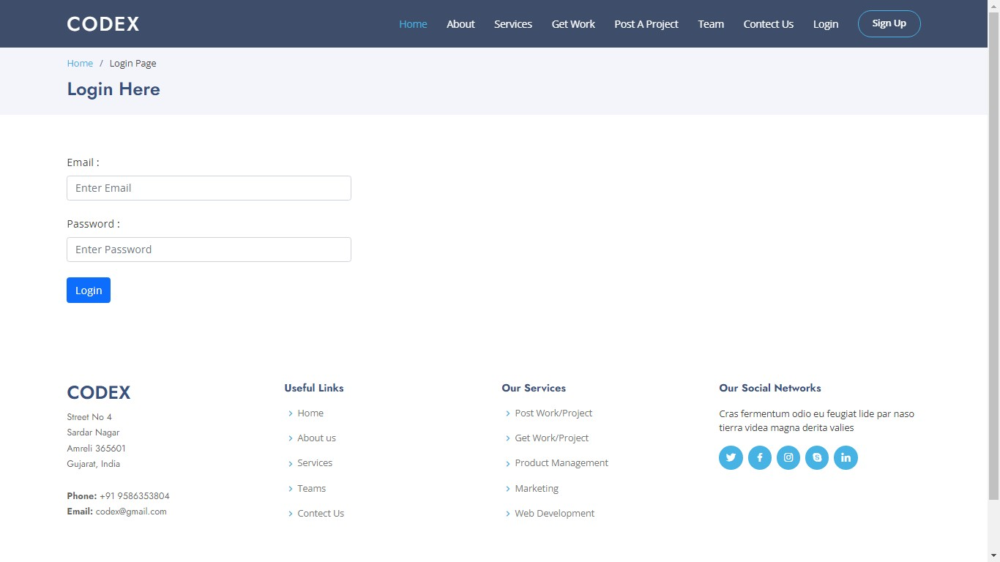 CODEX
Home About Services Get Work Post A Project Team Contect Us Login Sign Up
Home / Login Page
Login Here
Email :
Enter Email
Password :
Enter Password
Login
CODEX
Street No 4
Sardar Nagar
Amreli 365601
Gujarat, India
Phone: +91 9586353804
Email: codex@gmail.com
Useful Links
Home
About us
Services
Teams
Contect Us
Our Services
Post Work/Project
Get Work/Project
Product Management
Marketing
Web Development
Our Social Networks
Cras fermentum odio eu feugiat lide par naso
tierra videa magna derita valies